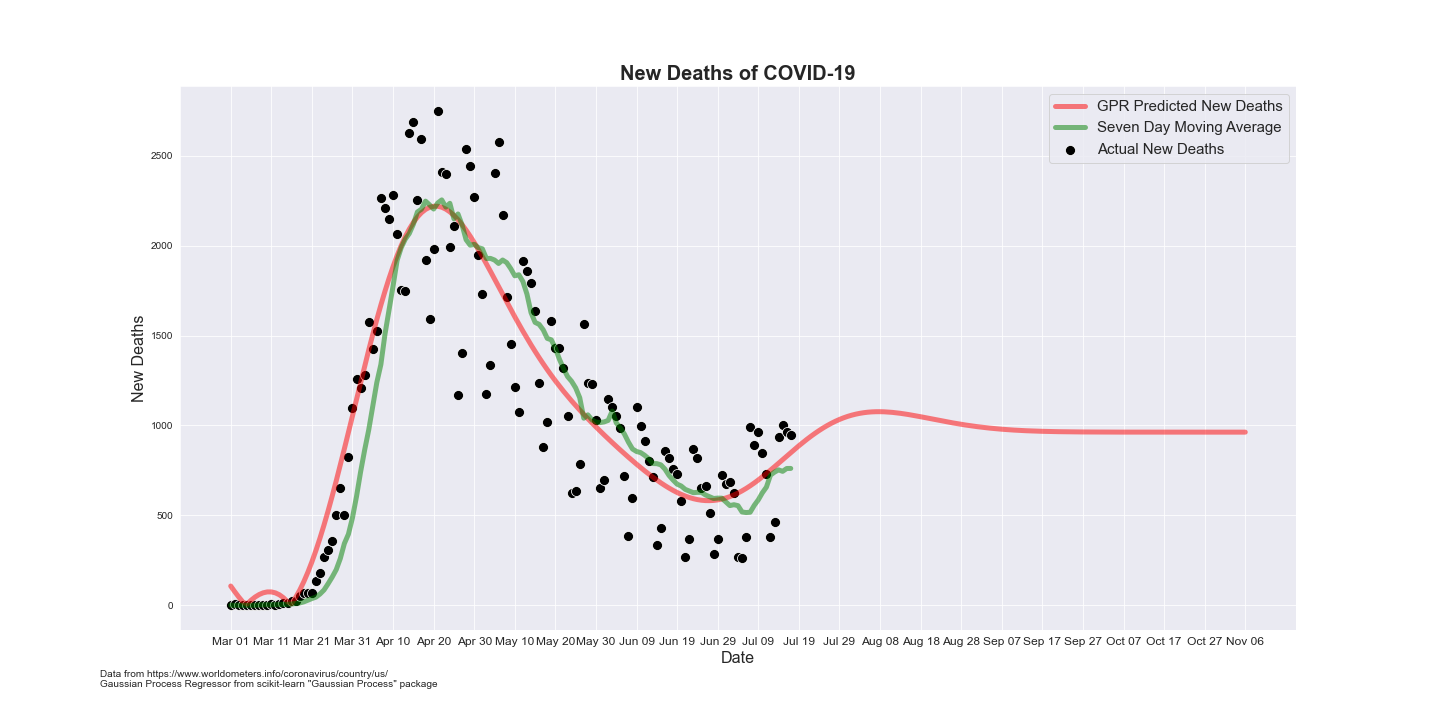 New Deaths of COVID-19
GPR Predicted New Deaths
Seven Day Moving Average
Actual New Deaths
New Deaths
2500
2000
1500
1000
500
0
Mar 01 Mar 11 Mar 21 Mar 31 Apr 10 Apr 20 Apr 30 May 10 May 20 May 30 Jun 09 Jun 19 Jun 29 Jul 09 Jul 19 Jul 29 Aug 08 Aug 18 Aug 28 Sep 07 Sep 17 Sep 27 Oct 07 Oct 17 Oct 27 Nov 06
Date
Data from https://www.worldometers.info/coronavirus/country/us/
Gaussian Process Regressor from scikit-learn "Gaussian Process" package